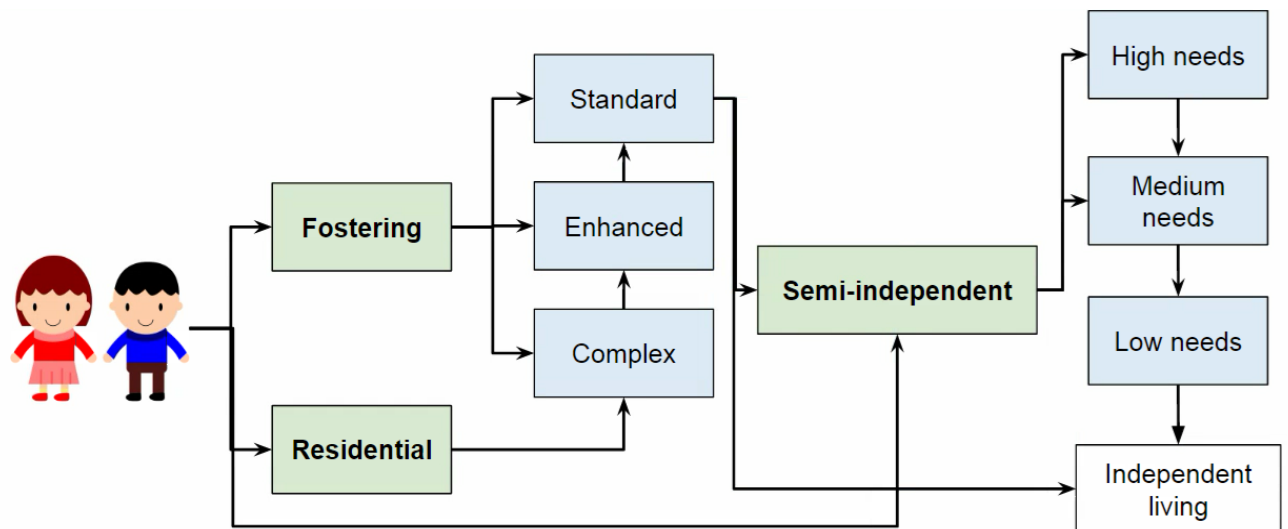 Fostering
Residential
Standard
Enhanced
Complex
Semi-independent
High needs
Medium
needs
Low needs
Independent
living